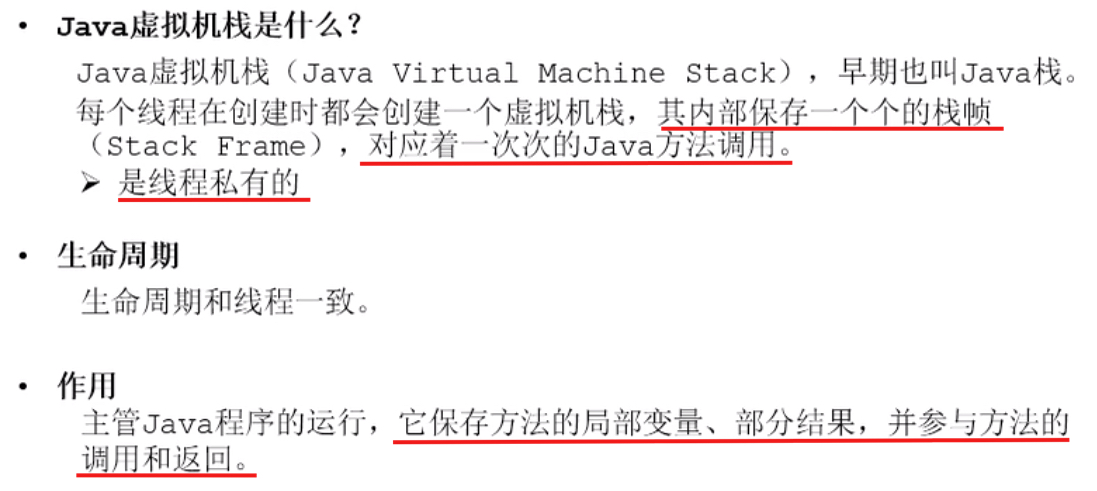 • Java虚拟机栈是什么？
Java虚拟机栈（Java Virtual Machine Stack），早期也叫Java栈。
每个线程在创建时都会创建一个虚拟机栈，其内部保存一个个的栈帧
（Stack Frame），对应着一次次的Java方法调用。
➢ 是线程私有的
• 生命周期
生命周期和线程一致。
• 作用
主管Java程序的运行，它保存方法的局部变量、部分结果，并参与方法的
调用和返回。